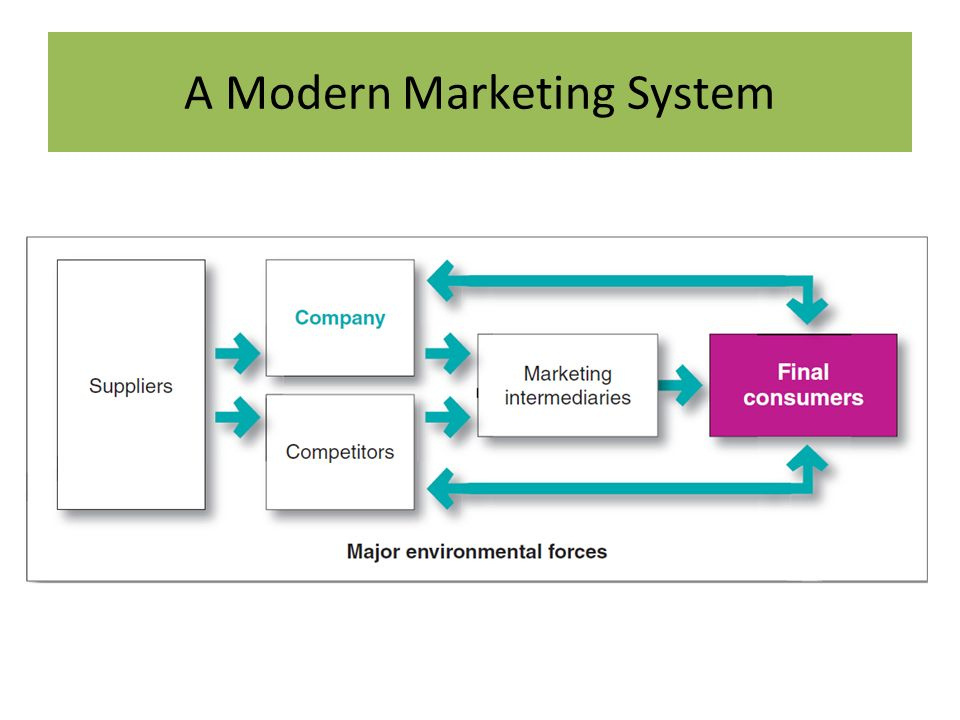 A Modern Marketing System
Suppliers
Company
Competitors
Marketing
intermediaries
Final
consumers
Major environmental forces